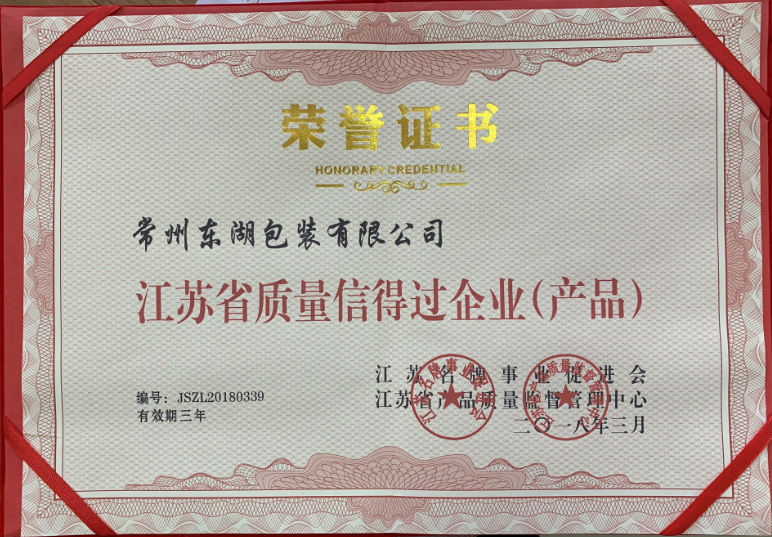 荣誉证书
HONORARY CREDENTIAL
常州东湖包装有限公司
江苏省质量信得过企业(产品)
江苏名牌事业促进会
编号：JSZL20180339
江苏省产品质量监督管理中心
有效期三年
二〇一八年三月